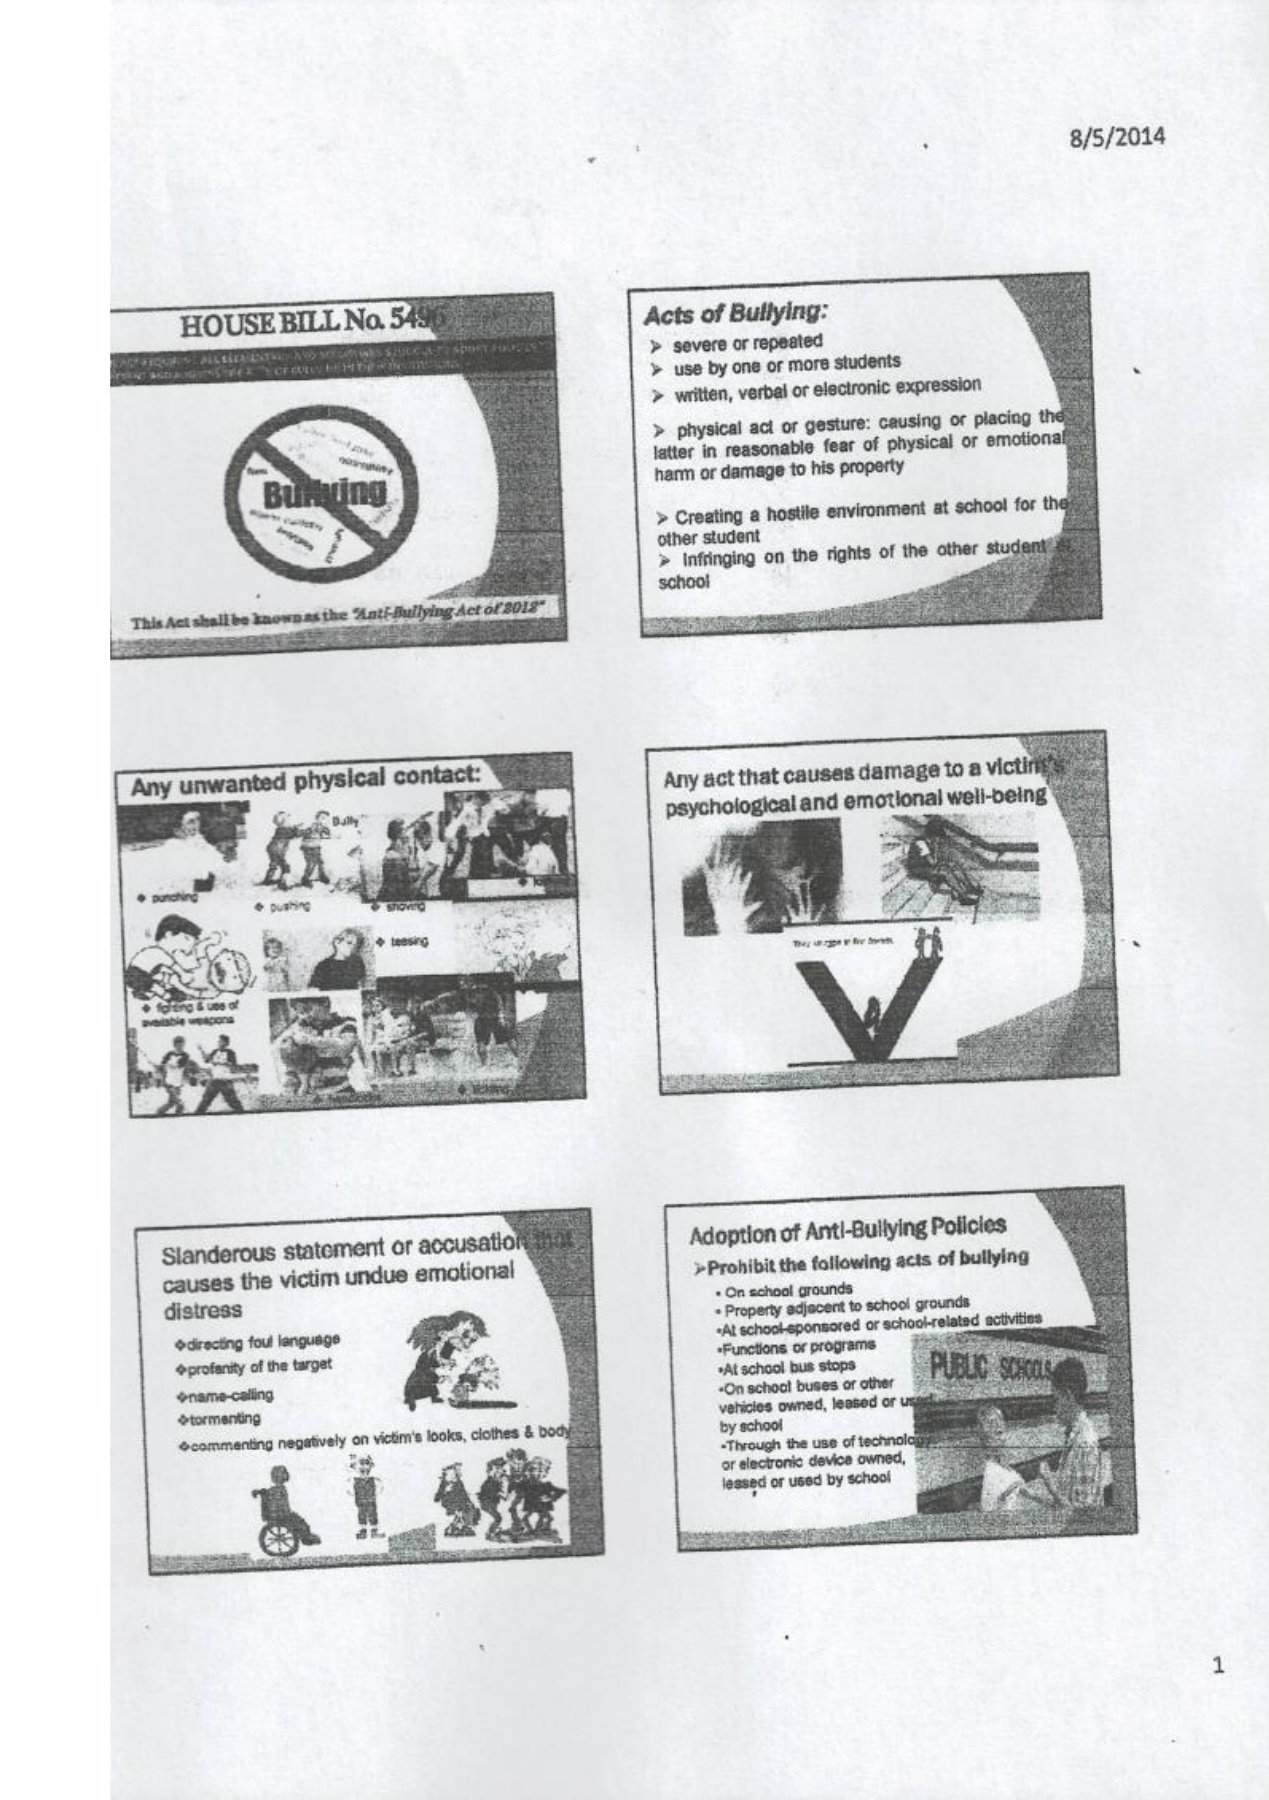 8/5/2014
HOUSE BILL No. 5496
Bullying
This Act shall be known as the "Anti-Bullying Act of 2012"
Acts of Bullying:
➢ severe or repeated
➢ use by one or more students
➢ written, verbal or electronic expression
➢ physical act or gesture: causing or placing the
latter in reasonable fear of physical or emotional
harm or damage to his property
➢ Creating a hostile environment at school for the
other student
➢ Infringing on the rights of the other student at
school
Any unwanted physical contact:
Bully
❖ punching
❖ pushing
❖ shoving
❖ teasing
❖ fighting & use of
available weapons
❖ tickling
Any act that causes damage to a victim's
psychological and emotional well-being
Slanderous statement or accusation that
causes the victim undue emotional
distress
❖directing foul language
❖profanity of the target
❖name-calling
❖tormenting
❖commenting negatively on victim's looks, clothes & body
Adoption of Anti-Bullying Policies
➢Prohibit the following acts of bullying
• On school grounds
• Property adjacent to school grounds
•At school-sponsored or school-related activities
•Functions or programs
•At school bus stops
•On school buses or other
vehicles owned, leased or used
by school
•Through the use of technology
or electronic device owned,
leased or used by school
PUBLIC SCHOOLS
1